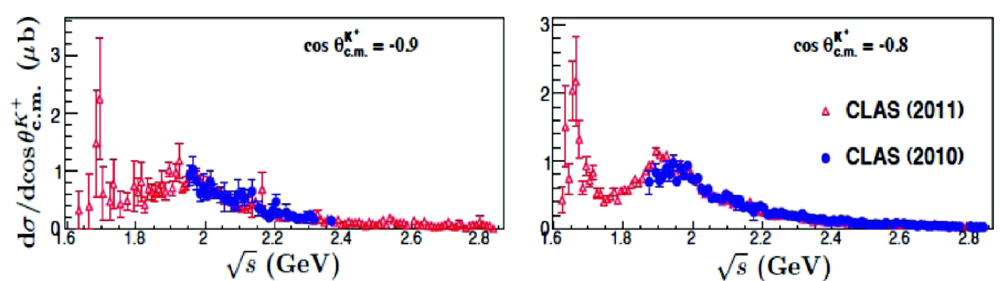 dσ/dcosθ^{K^+}_{c.m.} (μb)
3
2
1
0
cos θ^{K^+}_{c.m.} = -0.9
1.6 1.8 2 2.2 2.4 2.6 2.8
√s (GeV)
3
2
1
0
cos θ^{K^+}_{c.m.} = -0.8
CLAS (2011)
CLAS (2010)
1.6 1.8 2 2.2 2.4 2.6 2.8
√s (GeV)